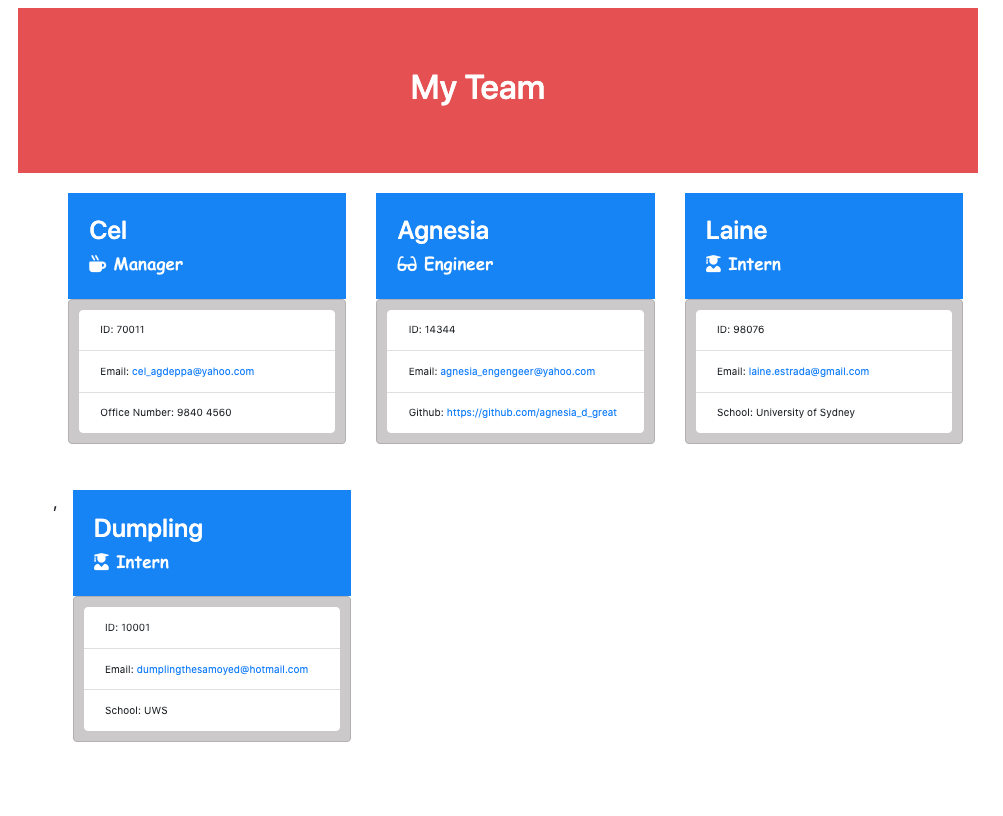 My Team
Cel
Manager
ID: 70011
Email: cel_agdeppa@yahoo.com
Office Number: 9840 4560
Agnesia
Engineer
ID: 14344
Email: agnesia_engengeer@yahoo.com
Github: https://github.com/agnesia_d_great
Laine
Intern
ID: 98076
Email: laine.estrada@gmail.com
School: University of Sydney
,
Dumpling
Intern
ID: 10001
Email: dumplingthesamoyed@hotmail.com
School: UWS